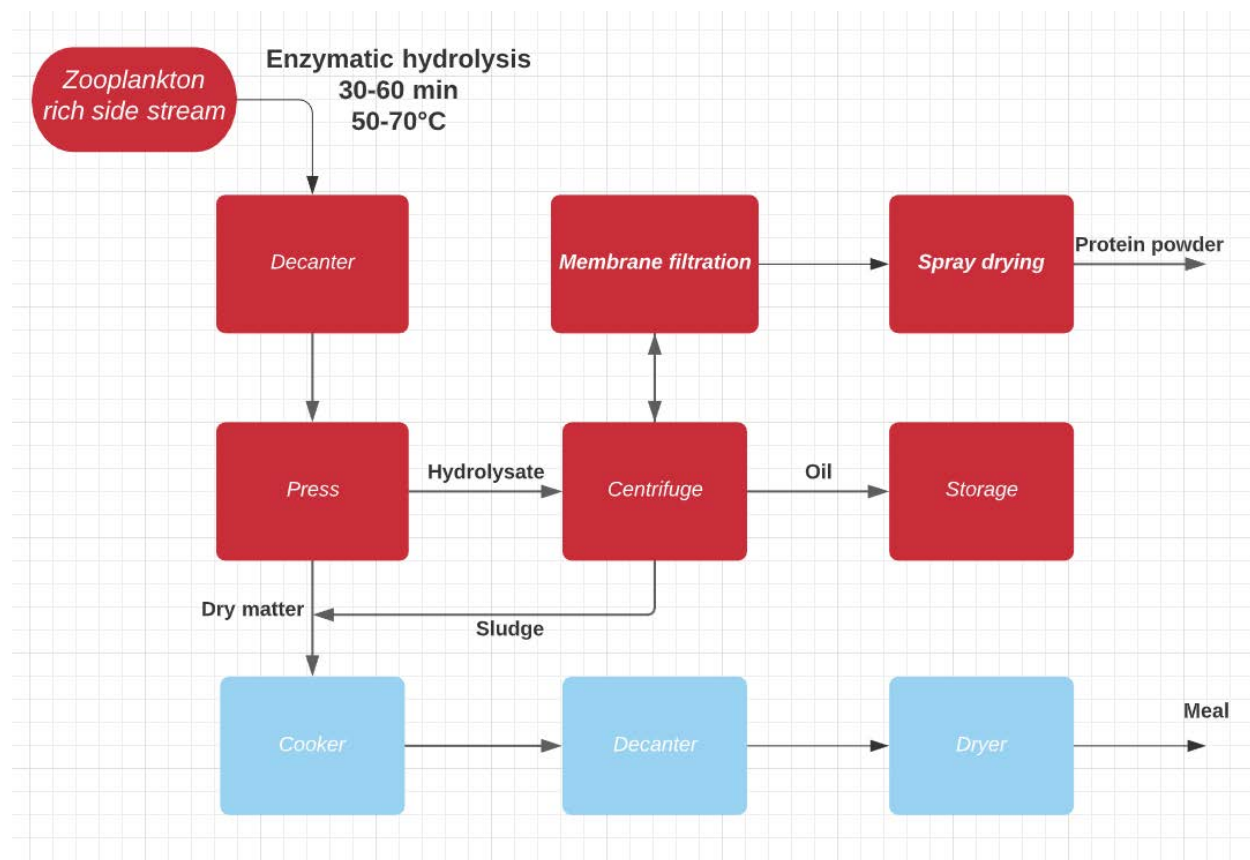 Zooplankton
rich side stream
Enzymatic hydrolysis
30-60 min
50-70°C
Decanter
Membrane filtration
Spray drying
Protein powder
Press
Hydrolysate
Centrifuge
Oil
Storage
Dry matter
Sludge
Cooker
Decanter
Dryer
Meal